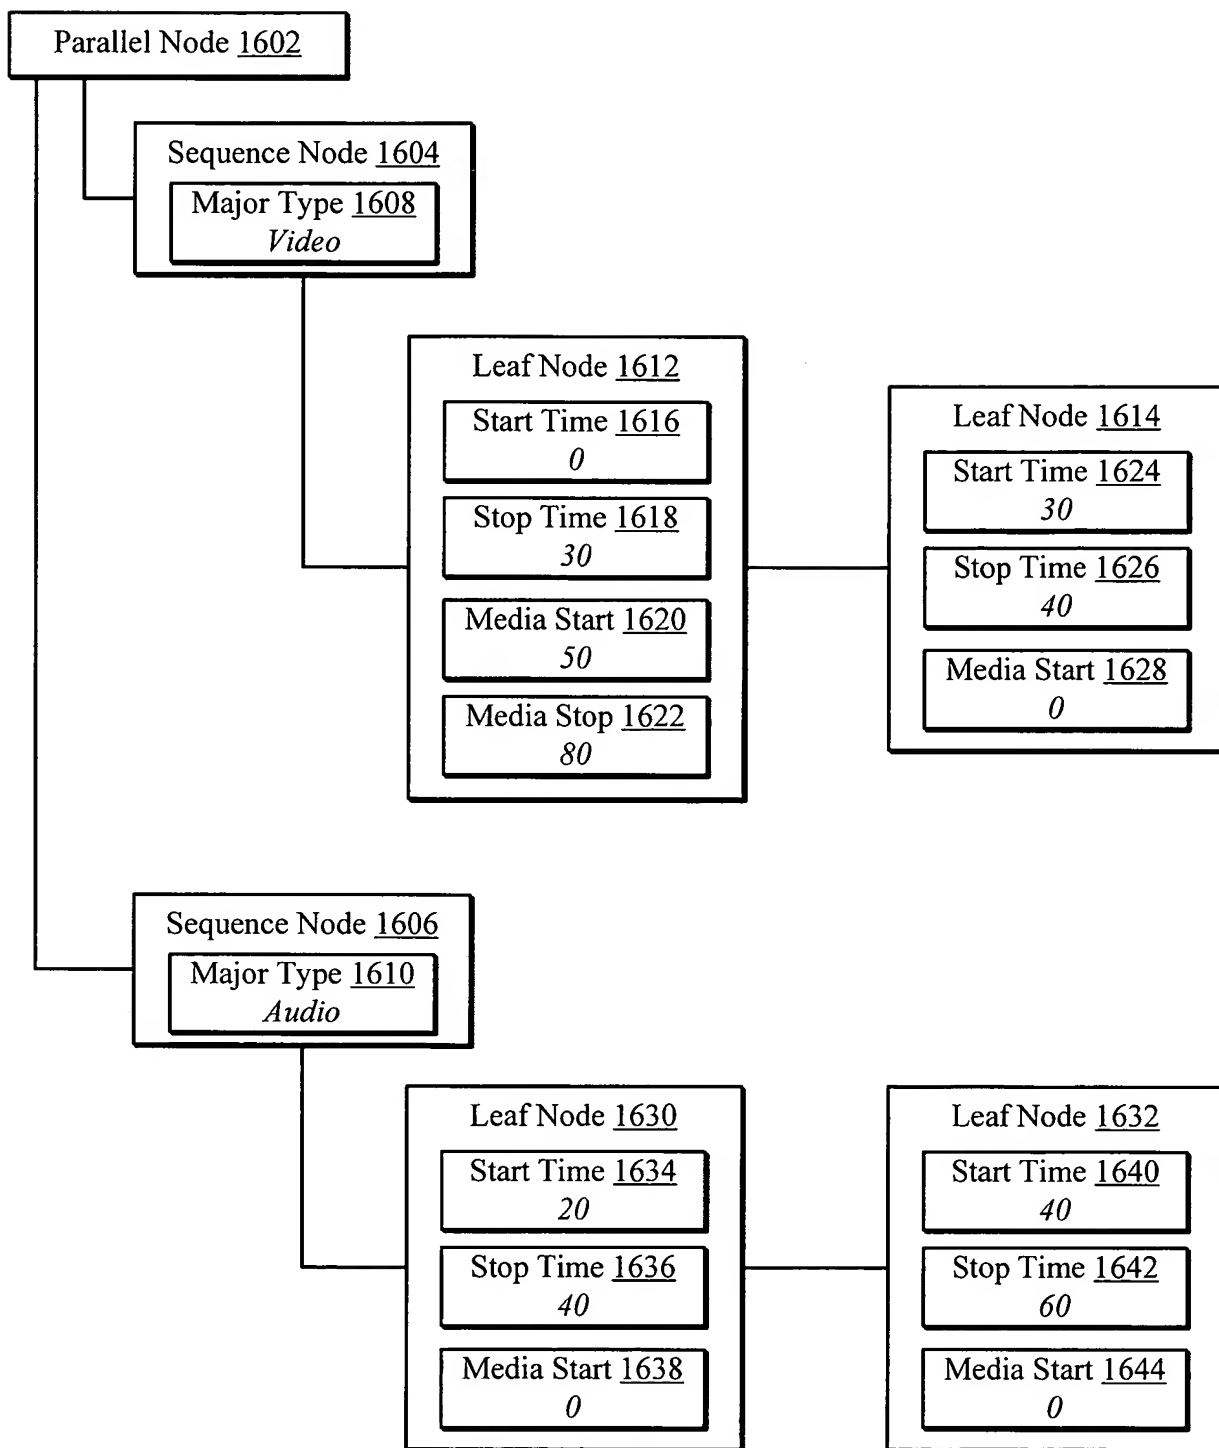 Parallel Node 1602
Sequence Node 1604
Major Type 1608
Video
Leaf Node 1612
Start Time 1616
0
Stop Time 1618
30
Media Start 1620
50
Media Stop 1622
80
Leaf Node 1614
Start Time 1624
30
Stop Time 1626
40
Media Start 1628
0
Sequence Node 1606
Major Type 1610
Audio
Leaf Node 1630
Start Time 1634
20
Stop Time 1636
40
Media Start 1638
0
Leaf Node 1632
Start Time 1640
40
Stop Time 1642
60
Media Start 1644
0